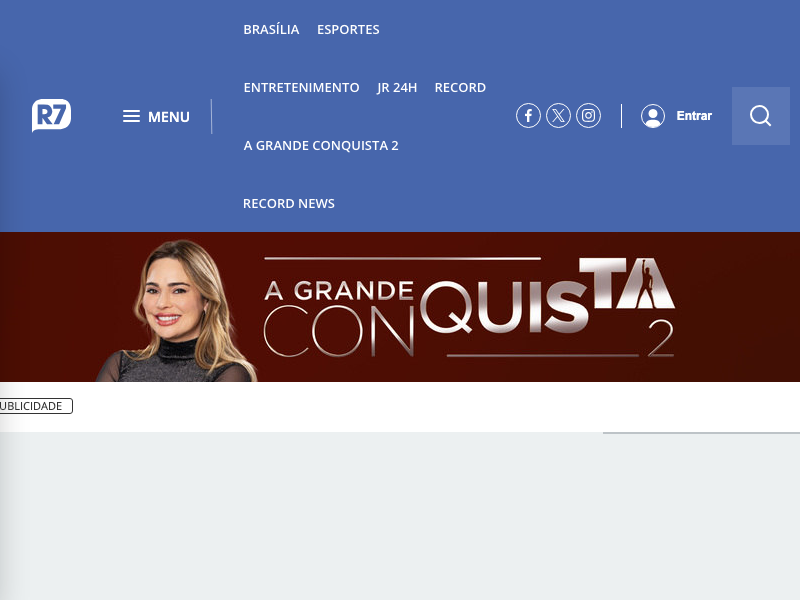 BRASÍLIA ESPORTES
ENTRETENIMENTO JR 24H RECORD
R7 MENU
Entrar
A GRANDE CONQUISTA 2
RECORD NEWS
A GRANDE
CONQUISTA
2
UBLICIDADE